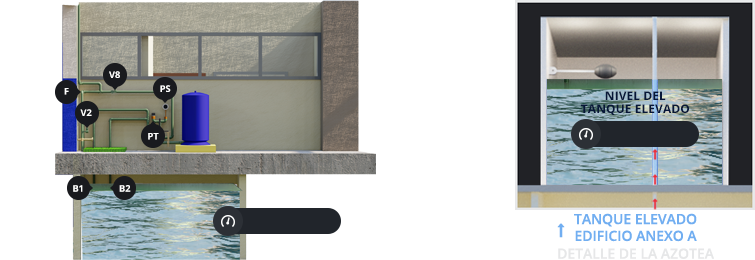 V8
F
PS
V2
PT
B1
B2
NIVEL DEL
TANQUE ELEVADO
TANQUE ELEVADO
EDIFICIO ANEXO A
DETALLE DE LA AZOTEA